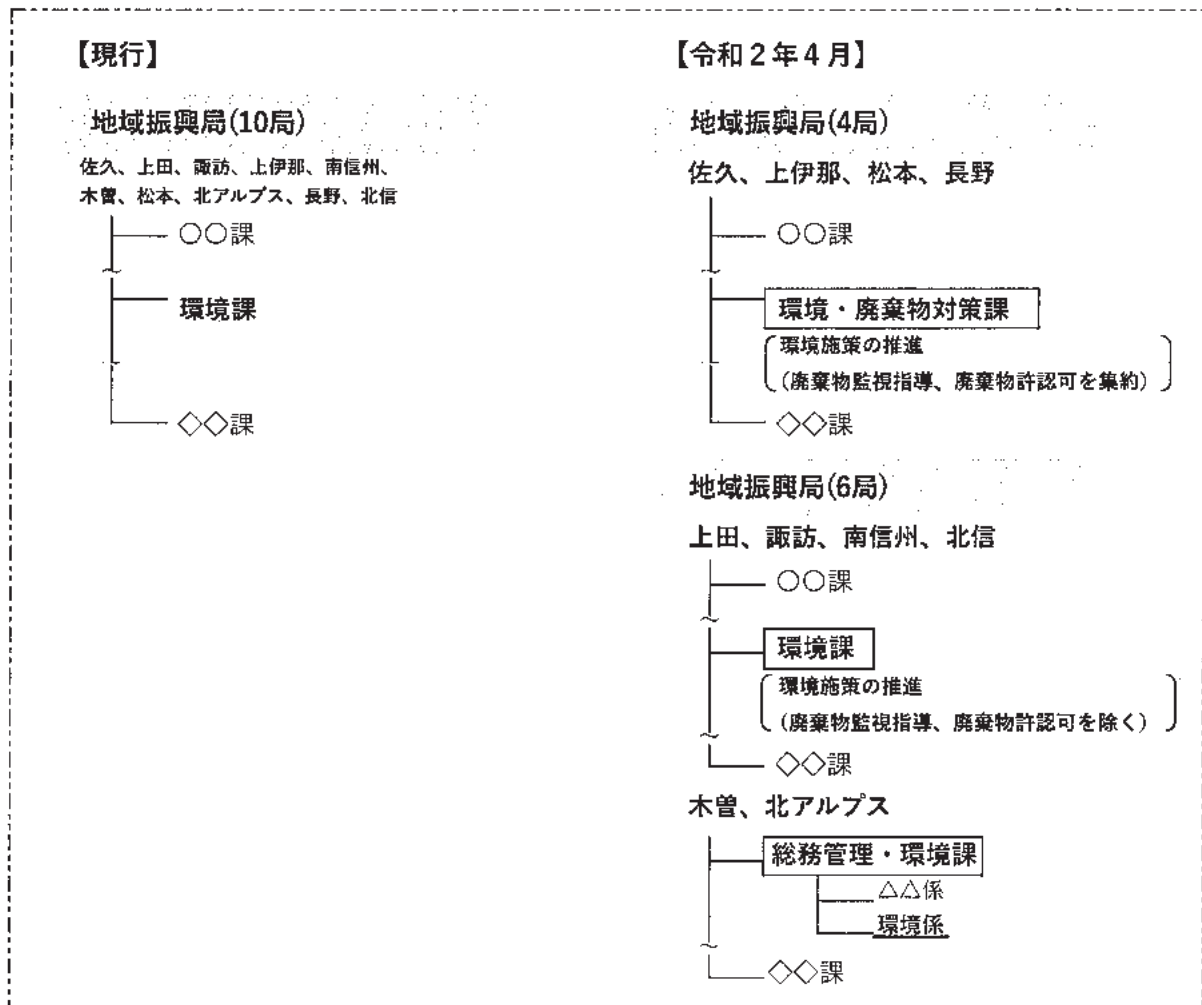 【現行】
地域振興局(10局)
佐久、上田、諏訪、上伊那、南信州、
木曽、松本、北アルプス、長野、北信
○○課
環境課
◇◇課
【令和2年4月】
地域振興局(4局)
佐久、上伊那、松本、長野
○○課
環境・廃棄物対策課
環境施策の推進
(廃棄物監視指導、廃棄物許認可を集約)
◇◇課
地域振興局(6局)
上田、諏訪、南信州、北信
○○課
環境課
環境施策の推進
(廃棄物監視指導、廃棄物許認可を除く)
◇◇課
木曽、北アルプス
総務管理・環境課
△△係
環境係
◇◇課